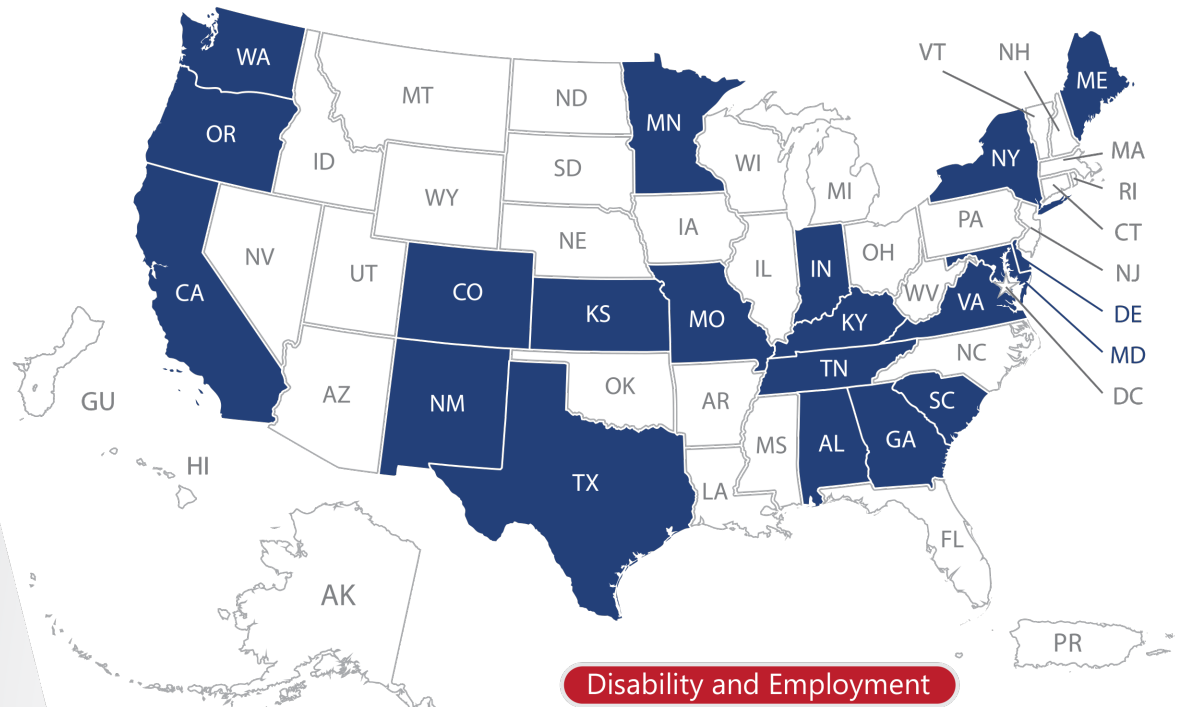 WA
OR
CA
MT
ID
WY
NV
UT
CO
AZ
NM
ND
SD
NE
KS
OK
TX
MN
IA
MO
AR
LA
WI
IL
MI
IN
OH
KY
TN
MS
AL
GA
SC
NC
FL
VA
WV
PA
NY
VT
NH
ME
MA
RI
CT
NJ
DE
MD
DC
GU
HI
AK
PR
Disability and Employment